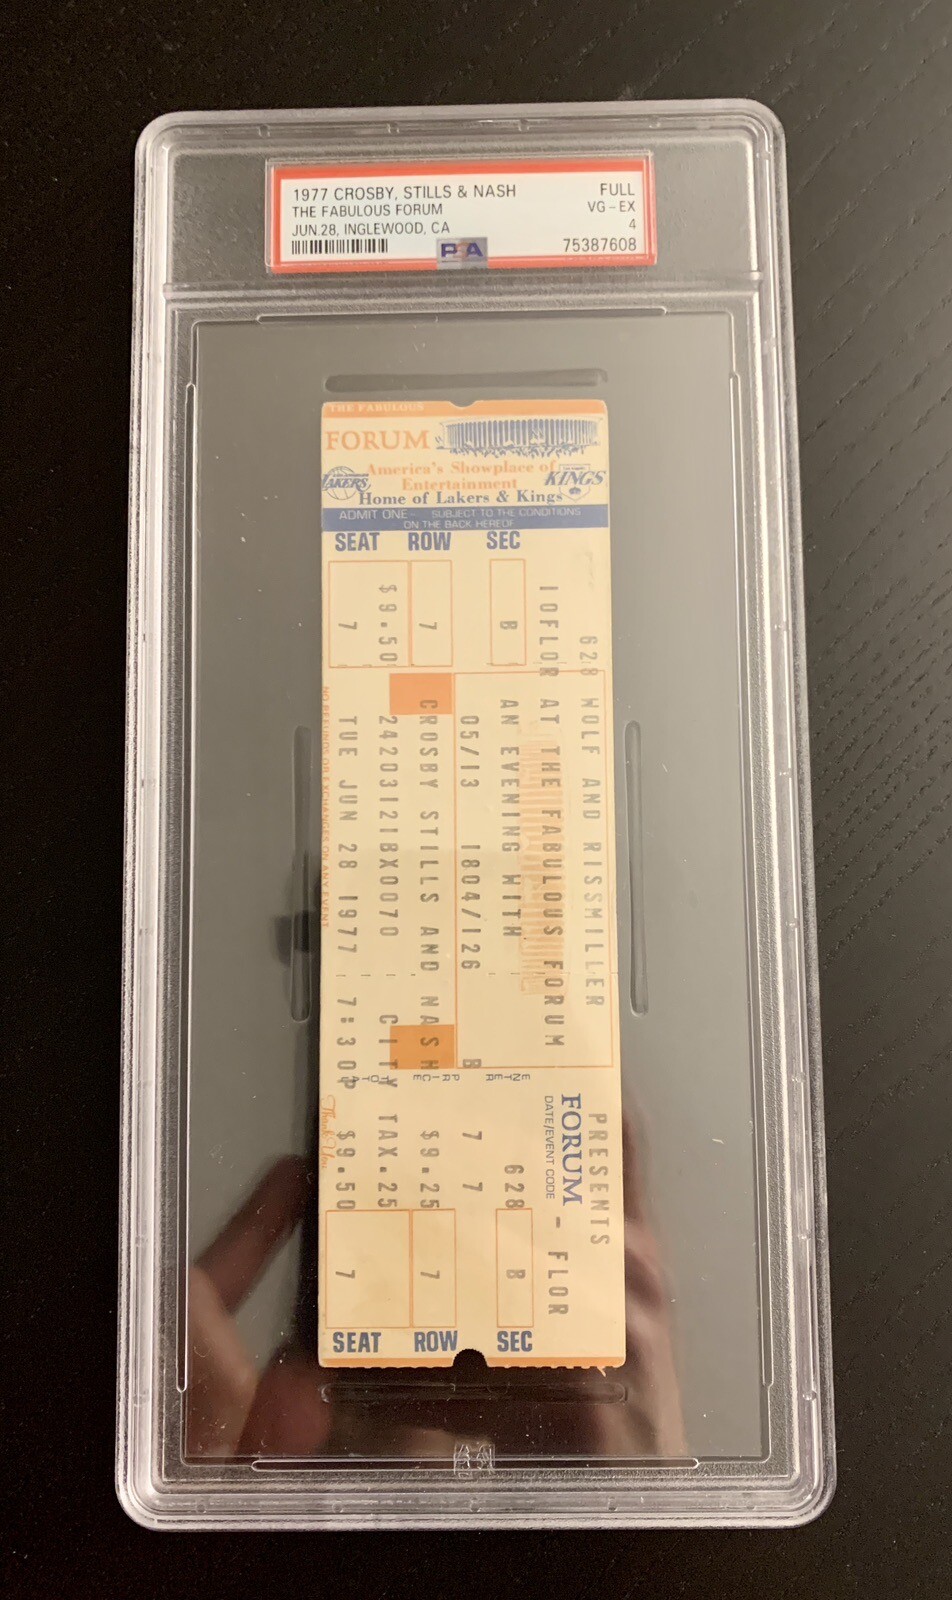 1977 CROSBY, STILLS & NASH FULL
THE FABULOUS FORUM VG-EX
JUN.28, INGLEWOOD, CA 4
PSA 75387608
THE FABULOUS
FORUM
America's Showplace of
Entertainment
LAKERS KINGS
Home of Lakers & Kings
ADMIT ONE - SUBJECT TO THE CONDITIONS
ON THE BACK HEREOF
SEAT ROW SEC
7 7 B
$9.50
628 WOLF AND RISSMILLER PRESENTS
10FLOR AT THE FABULOUS FORUM - FLOR
AN EVENING WITH 628
05/13 1804/126 B 7 7
CROSBY STILLS AND NASH $9.25
24203121BX0070 CITY TAX.25
TUE JUN 28 1977 7:30P $9.50
NO REFUNDS OR EXCHANGES ON ANY EVENT
Thank You
ENTER PRICE TOTAL
FORUM
DATE/EVENT CODE
7 7 B
SEAT ROW SEC